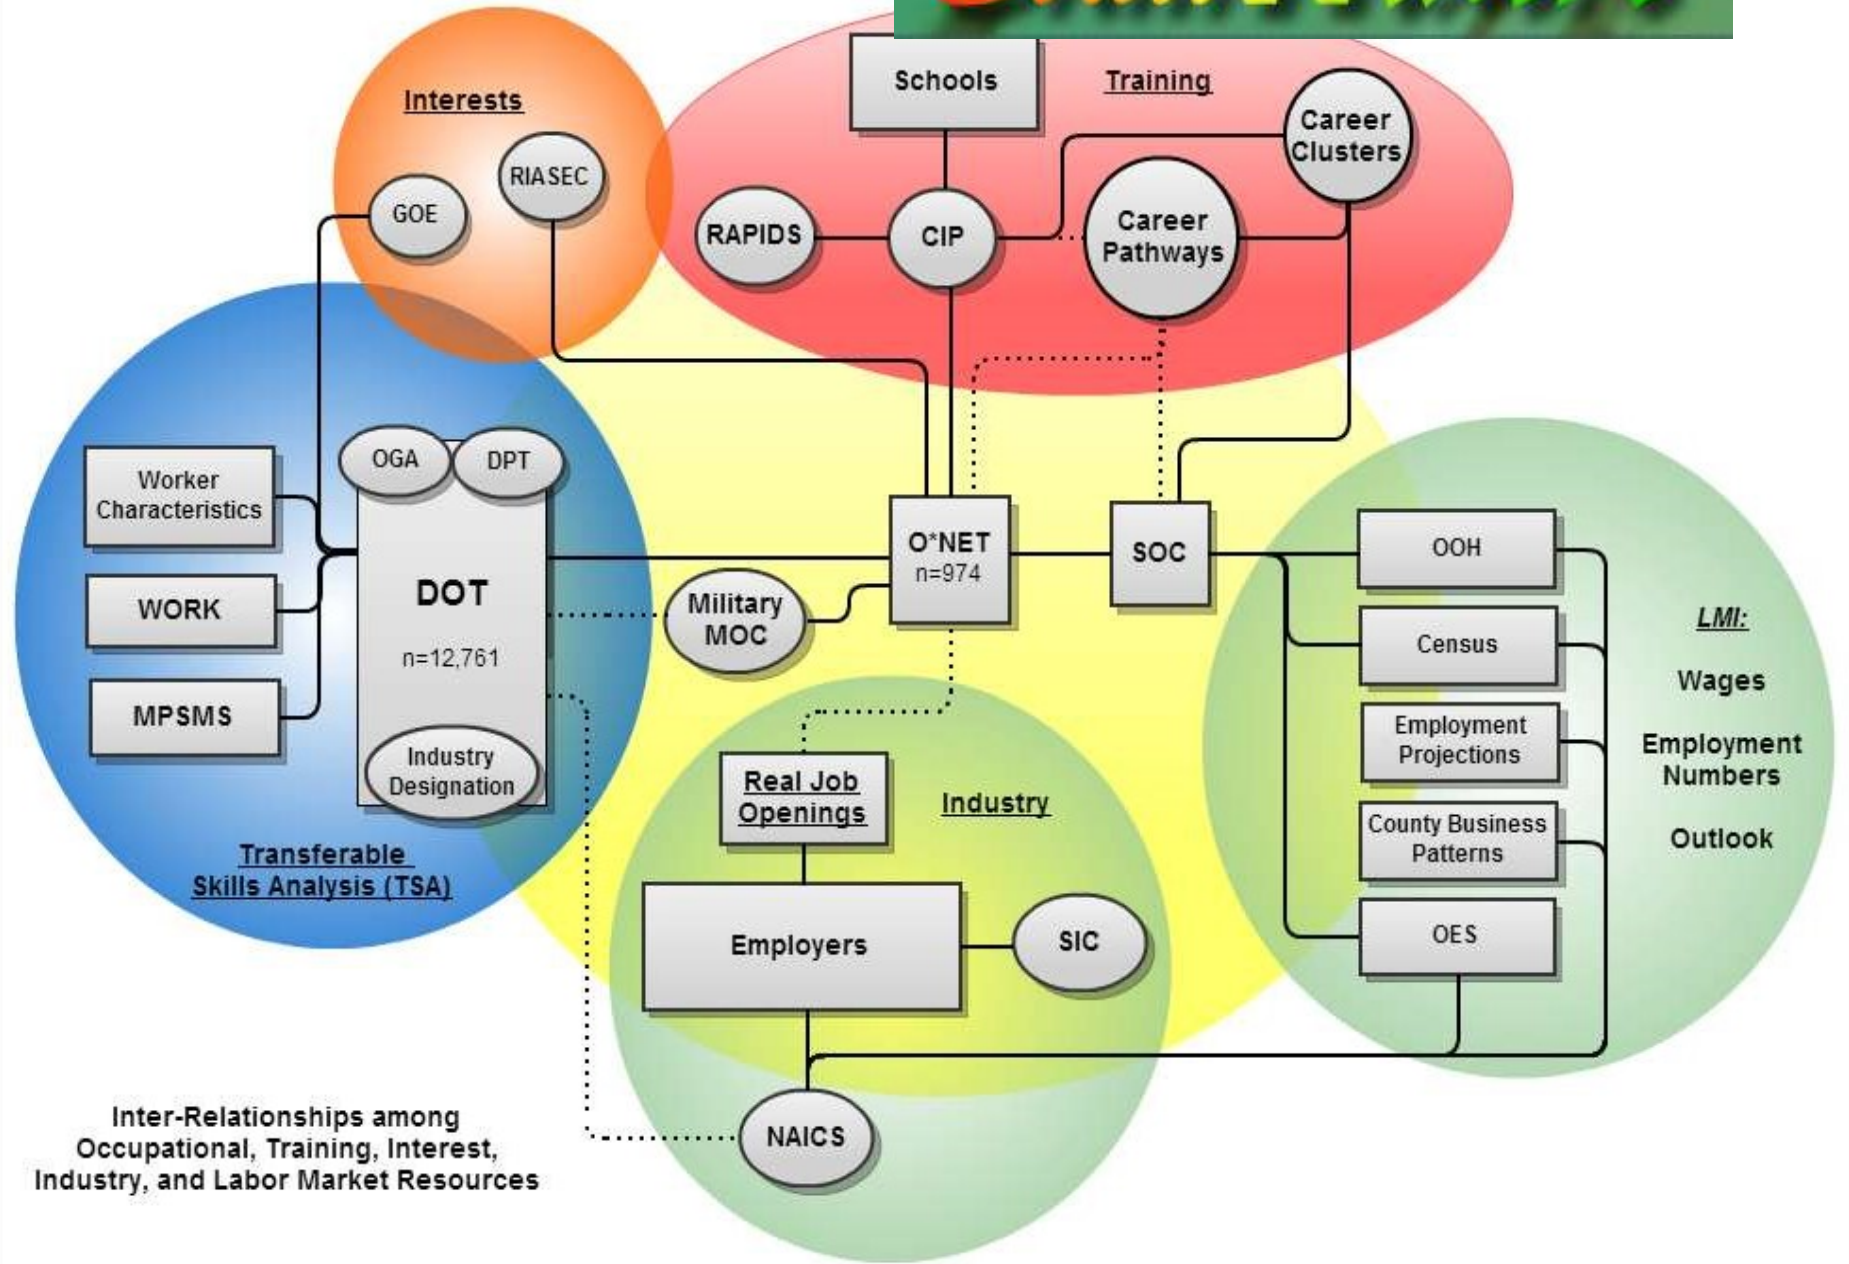 Interests
GOE
RIASEC
Schools
Training
Career
Clusters
RAPIDS
CIP
Career
Pathways
Worker
Characteristics
WORK
MPSMS
OGA
DPT
DOT
n=12,761
Industry
Designation
Transferable
Skills Analysis (TSA)
Military
MOC
O*NET
n=974
SOC
OOH
Census
Employment
Projections
County Business
Patterns
OES
LMI:
Wages
Employment
Numbers
Outlook
Real Job
Openings
Industry
Employers
SIC
NAICS
Inter-Relationships among
Occupational, Training, Interest,
Industry, and Labor Market Resources